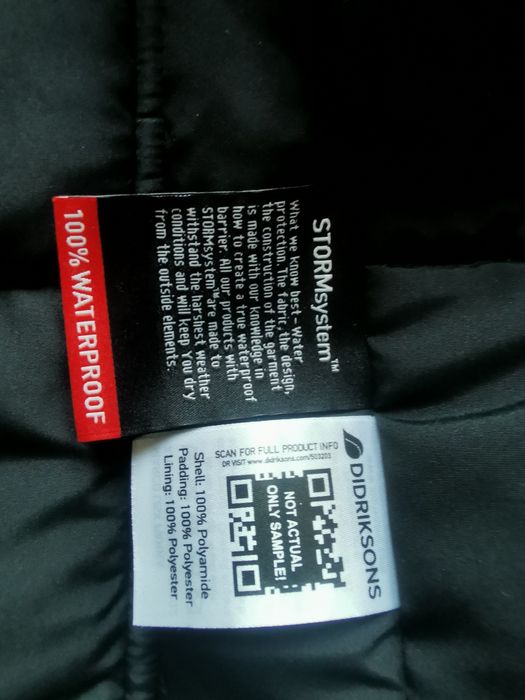 STORMsystem™
What we know best – Water
protection. The fabric, the design,
the construction of the garment
is made with our knowledge in
how to create a true waterproof
barrier. All our products with
STORMsystem™ are made to
withstand the harshest weather
conditions and will keep You dry
from the outside elements.
100% WATERPROOF
DIDRIKSONS
SCAN FOR FULL PRODUCT INFO
OR VISIT www.didriksons.com/503203
NOT ACTUAL
ONLY SAMPLE!
Shell: 100% Polyamide
Padding: 100% Polyester
Lining: 100% Polyester